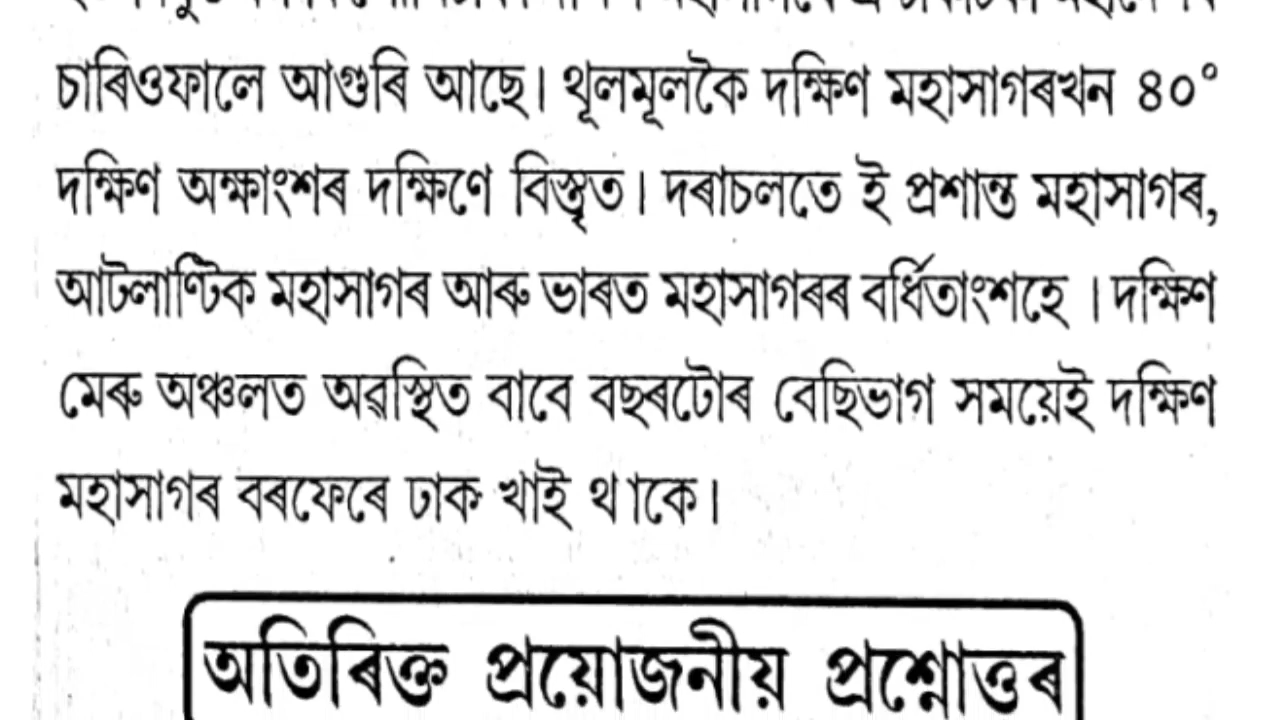 চাৰিওফালে আগুৰি আছে। থূলমূলকৈ দক্ষিণ মহাসাগৰখন ৪০°
দক্ষিণ অক্ষাংশৰ দক্ষিণে বিস্তৃত। দৰাচলতে ই প্ৰশান্ত মহাসাগৰ,
আটলাণ্টিক মহাসাগৰ আৰু ভাৰত মহাসাগৰৰ বৰ্ধিতাংশহে । দক্ষিণ
মেৰু অঞ্চলত অৱস্থিত বাবে বছৰটোৰ বেছিভাগ সময়েই দক্ষিণ
মহাসাগৰ বৰফেৰে ঢাক খাই থাকে।
অতিৰিক্ত প্ৰয়োজনীয় প্ৰশ্নোত্তৰ